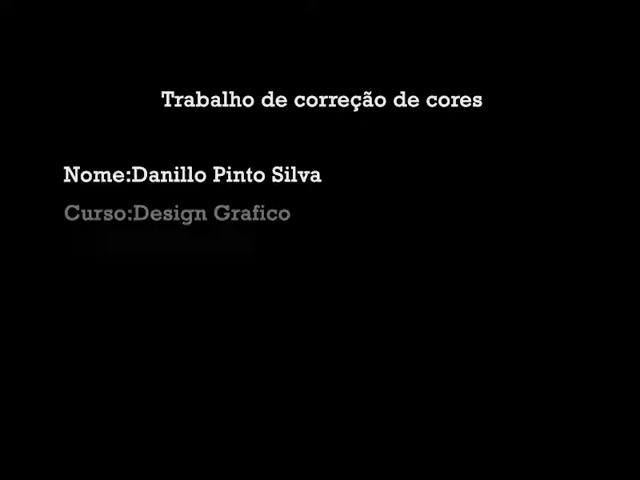 Trabalho de correção de cores
Nome:Danillo Pinto Silva
Curso:Design Grafico